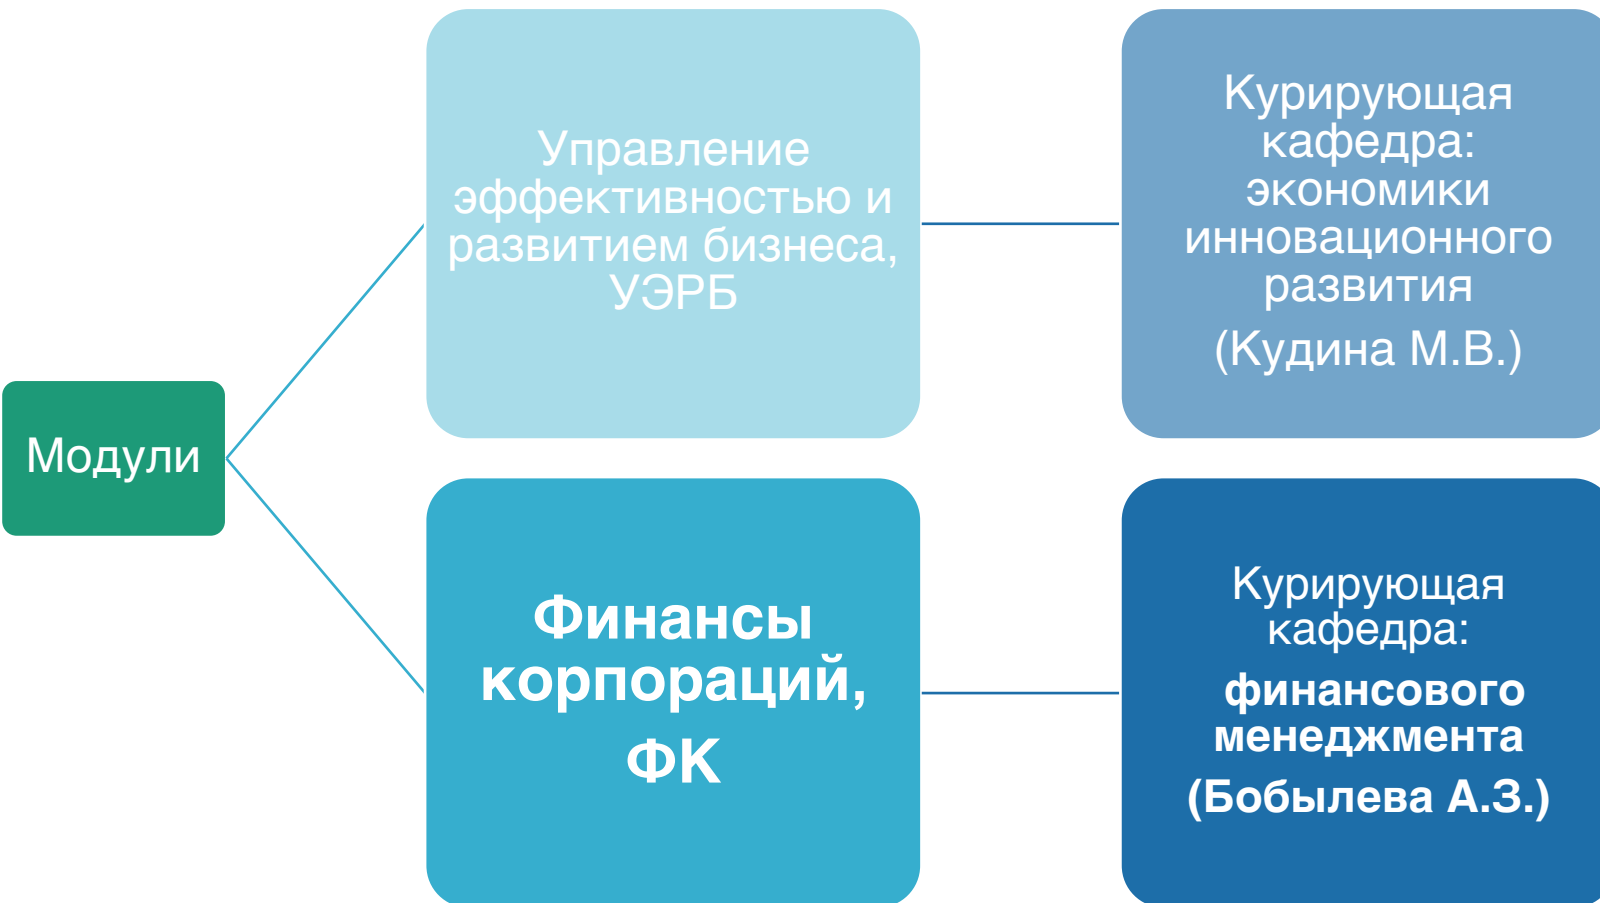 Модули
Управление
эффективностью и
развитием бизнеса,
УЭРБ
Курирующая
кафедра:
экономики
инновационного
развития
(Кудина М.В.)
Финансы
корпораций,
ФК
Курирующая
кафедра:
финансового
менеджмента
(Бобылева А.З.)